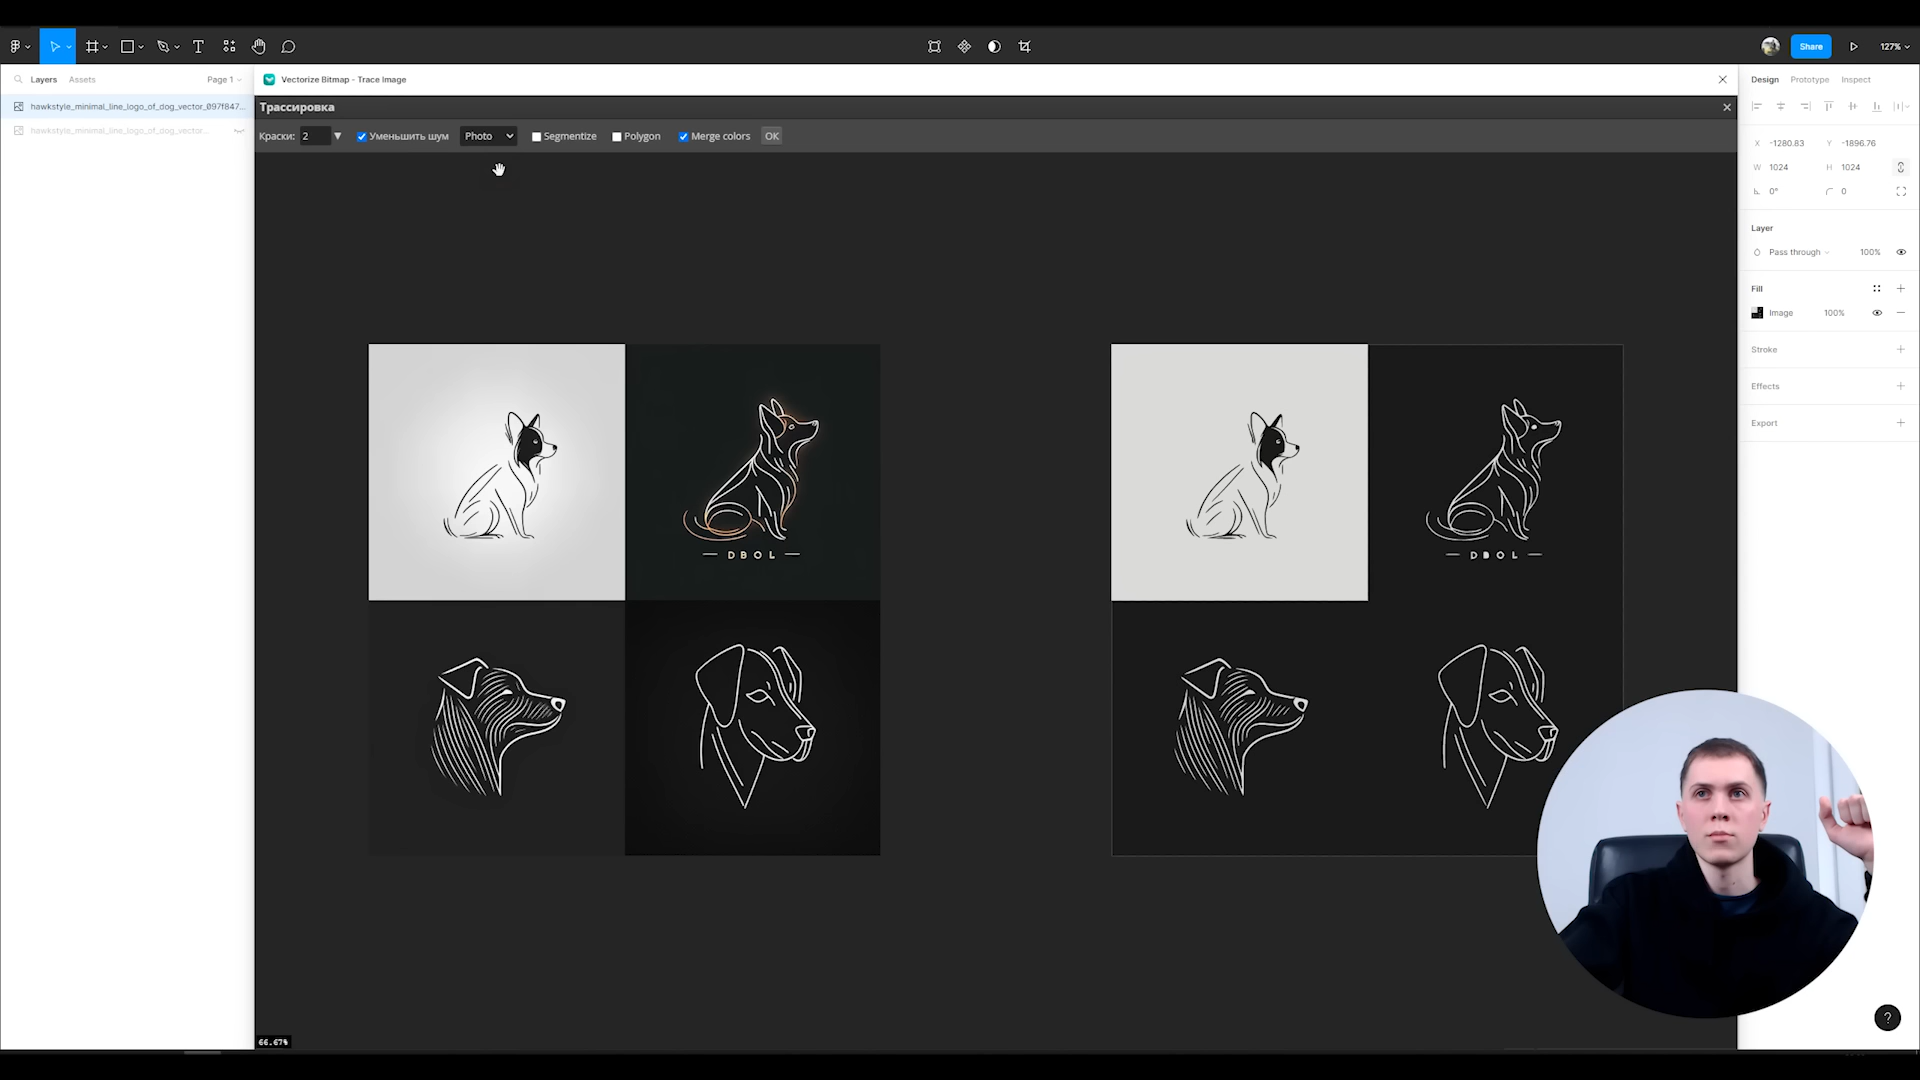 Share
127%
Layers
Assets
Page 1
Vectorize Bitmap - Trace Image
Design
Prototype
Inspect
hawkstyle_minimal_line_logo_of_dog_vector_097f847...
hawkstyle_minimal_line_logo_of_dog_vector...
Трассировка
Краски: 2
Уменьшить шум
Photo
Segmentize
Polygon
Merge colors
OK
X -1280.83
Y -1896.76
W 1024
H 1024
0°
0
Layer
Pass through
100%
Fill
Image
100%
Stroke
Effects
Export
— DBOL —
— DBOL —
66.67%
?